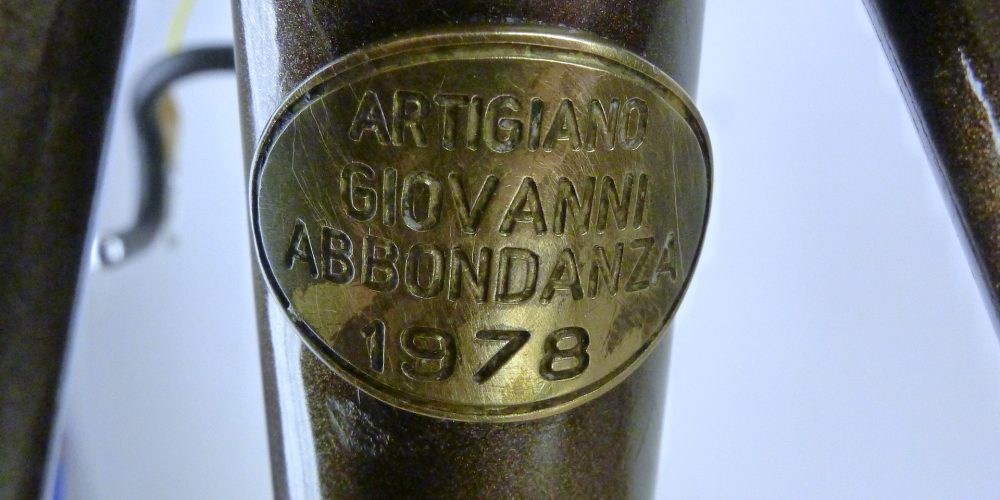 ARTIGIANO
GIOVANNI
ABBONDANZA
1978